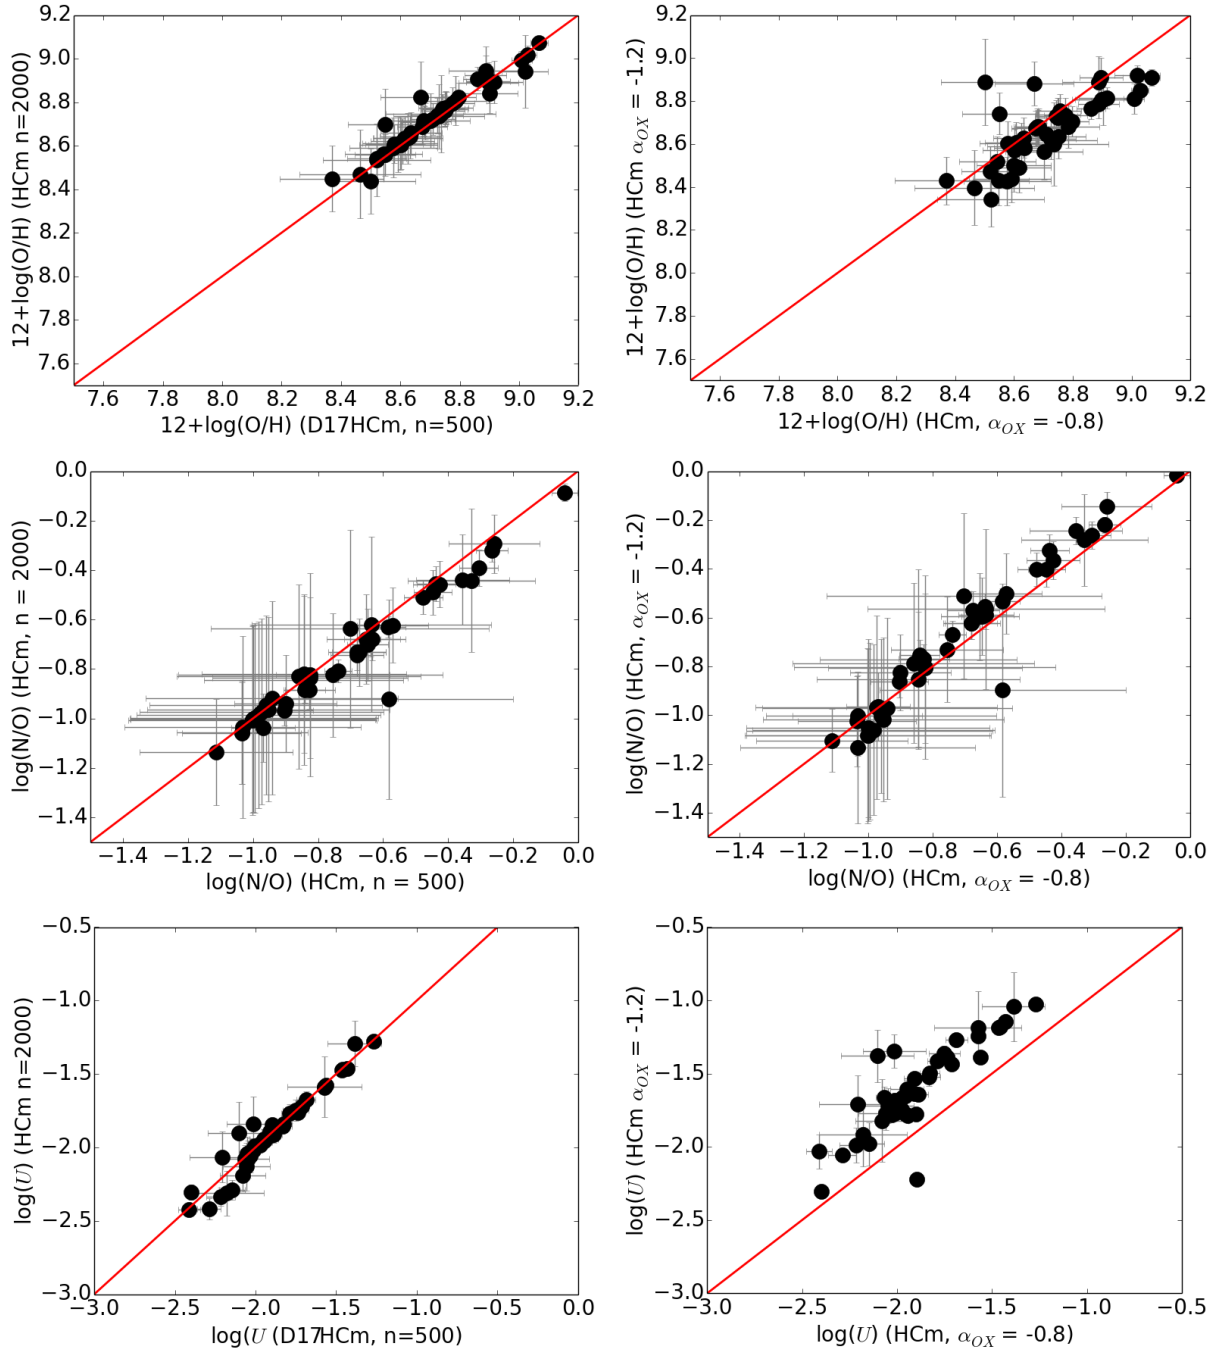 9.2
9.0
8.8
8.6
8.4
8.2
8.0
7.8
7.6
12+log(O/H) (HCm n=2000)
7.6 7.8 8.0 8.2 8.4 8.6 8.8 9.0 9.2
12+log(O/H) (D17HCm, n=500)
9.2
9.0
8.8
8.6
8.4
8.2
8.0
7.8
7.6
12+log(O/H) (HCm α_OX = -1.2)
7.6 7.8 8.0 8.2 8.4 8.6 8.8 9.0 9.2
12+log(O/H) (HCm, α_OX = -0.8)
0.0
−0.2
−0.4
−0.6
−0.8
−1.0
−1.2
−1.4
log(N/O) (HCm, n = 2000)
−1.4 −1.2 −1.0 −0.8 −0.6 −0.4 −0.2 0.0
log(N/O) (HCm, n = 500)
0.0
−0.2
−0.4
−0.6
−0.8
−1.0
−1.2
−1.4
log(N/O) (HCm, α_OX = -1.2)
−1.4 −1.2 −1.0 −0.8 −0.6 −0.4 −0.2 0.0
log(N/O) (HCm, α_OX = -0.8)
−0.5
−1.0
−1.5
−2.0
−2.5
−3.0
log(U) (HCm n=2000)
−3.0 −2.5 −2.0 −1.5 −1.0 −0.5 0.0
log(U (D17HCm, n=500)
−0.5
−1.0
−1.5
−2.0
−2.5
−3.0
log(U) (HCm α_OX = -1.2)
−3.0 −2.5 −2.0 −1.5 −1.0 −0.5
log(U) (HCm, α_OX = -0.8)